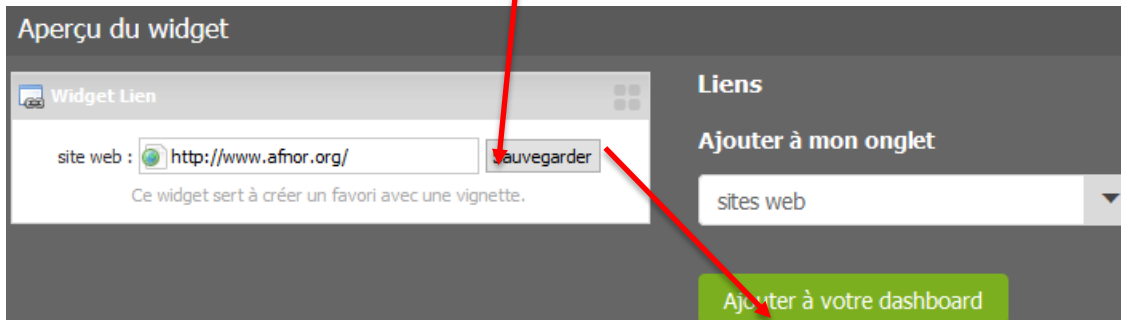 Aperçu du widget
Widget Lien
site web : http://www.afnor.org/ Sauvegarder
Ce widget sert à créer un favori avec une vignette.
Liens
Ajouter à mon onglet
sites web
Ajouter à votre dashboard